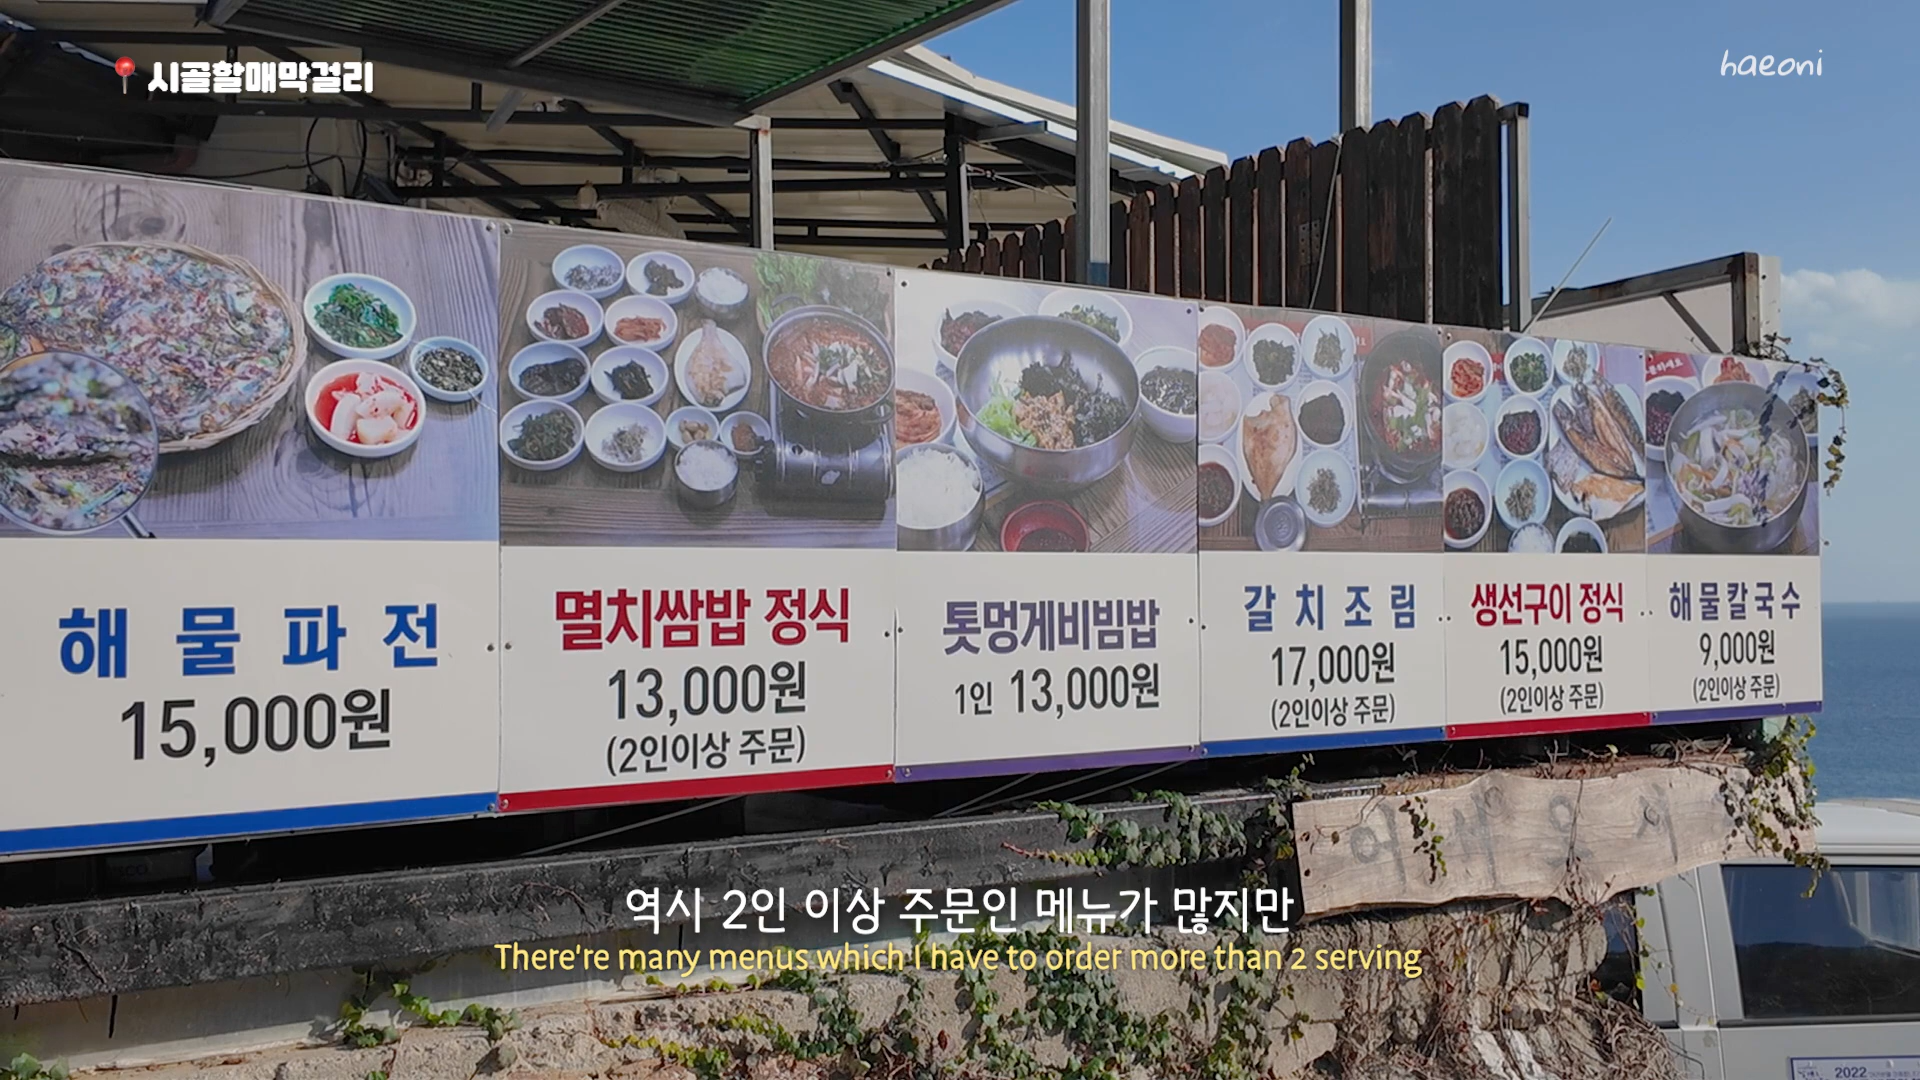 시골할매막걸리
haeoni
해물파전
15,000원
멸치쌈밥 정식
13,000원
(2인이상 주문)
톳멍게비빔밥
1인 13,000원
갈치조림
17,000원
(2인이상 주문)
생선구이 정식
15,000원
(2인이상 주문)
해물칼국수
9,000원
(2인이상 주문)
역시 2인 이상 주문인 메뉴가 많지만
There're many menus which I have to order more than 2 serving
2022